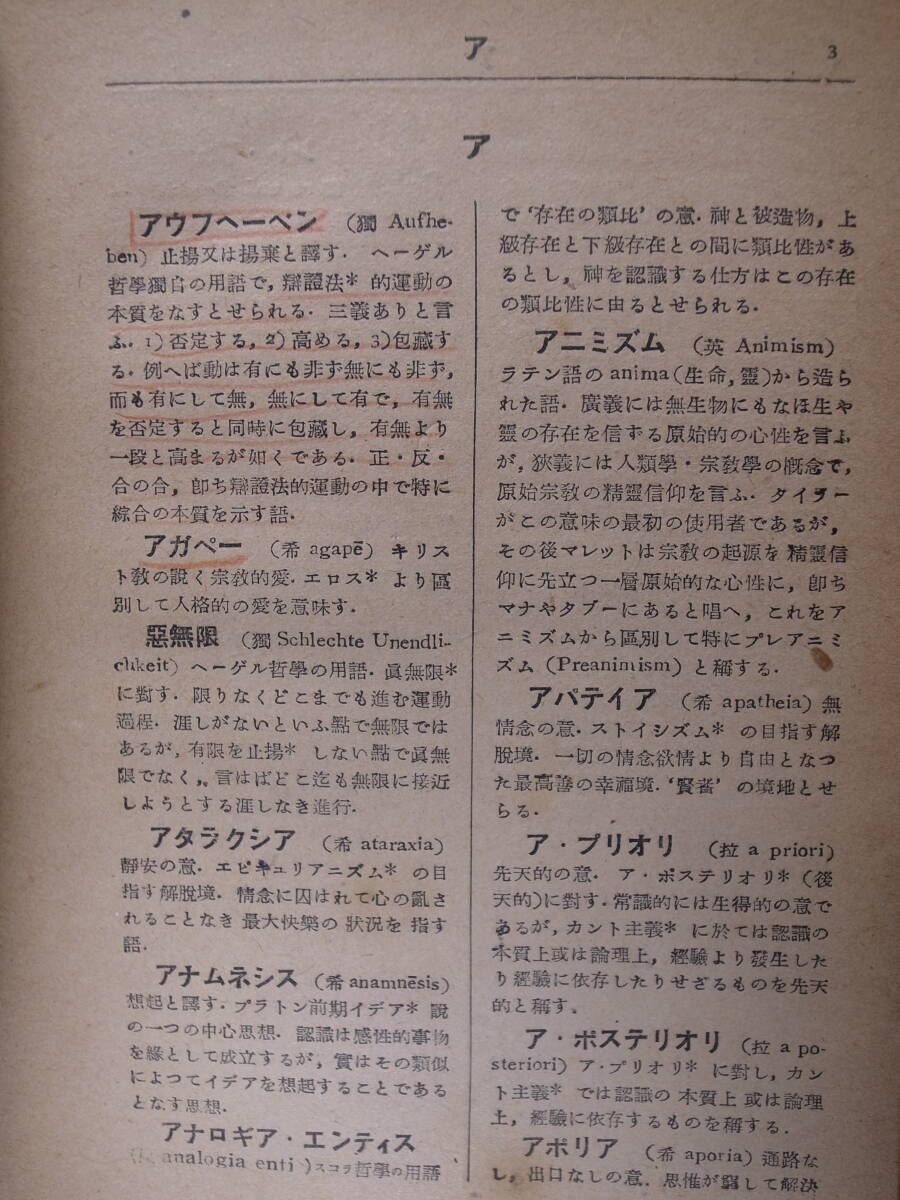 ア
3
ア
アウフヘーベン (獨 Aufhe-
ben) 止揚又は揚棄と譯す. ヘーゲル
哲學獨自の用語で, 辯證法* 的運動の
本質をなすとせられる. 三義ありと言
ふ. 1)否定する, 2)高める, 3)包藏す
る. 例へば動は有にも非ず無にも非ず,
而も有にして無, 無にして有で, 有無
を否定すると同時に包藏し, 有無より
一段と高まるが如くである. 正・反・
合の合, 卽ち辯證法的運動の中で特に
綜合の本質を示す語.
アガペー (希 agapē) キリス
ト敎の說く宗敎的愛. エロス* より區
別して人格的の愛を意味す.
惡無限 (獨 Schlechte Unendli-
chkeit) ヘーゲル哲學の用語. 眞無限*
に對す. 限りなくどこまでも進む運動
過程. 涯しがないといふ點で無限では
あるが, 有限を止揚* しない點で眞無
限でなく, 言はばどこ迄も無限に接近
しようとする涯しなき進行.
アタラクシア (希 ataraxia)
靜安の意. エピキュリアニズム* の目
指す解脫境. 情念に囚はれて心の亂さ
れることなき 最大快樂の 狀況を 指す
語.
アナムネシス (希 anamnēsis)
想起と譯す. プラトン前期イデア* 說
の一つの中心思想. 認識は感性的事物
を緣として成立するが, 實はその類似
によつてイデアを想起することである
となす思想.
アナロギア・エンティス
analogia enti )スコラ哲學の用語
で ‘存在の類比’ の意. 神と被造物, 上
級存在と下級存在との間に類比性があ
るとし, 神を認識する仕方はこの存在
の類比性に由るとせられる.
アニミズム (英 Animism)
ラテン語の anima (生命, 靈)から造ら
れた語. 廣義には無生物にもなほ生や
靈の存在を信ずる原始的の心性を言ふ
が, 狹義には人類學・宗敎學の槪念で,
原始宗敎の精靈信仰を言ふ. タイラー
がこの意味の最初の使用者であるが,
その後マレットは宗敎の起源を 精靈信
仰に先立つ一層原始的な心性に, 卽ち
マナやタブーにあると唱へ, これをア
ニミズムから區別して特にプレアニミ
ズム (Preanimism) と稱する.
アパテイア (希 apatheia) 無
情念の意. ストイシズム* の目指す解
脫境. 一切の情念欲情より自由となつ
た最高善の幸福境. ‘賢者’ の境地とせ
らる.
ア・プリオリ (拉 a priori)
先天的の意. ア・ポステリオリ* (後
天的)に對す. 常識的には生得的の意で
あるが, カント主義* に於ては認識の
本質上或は論理上, 經驗より發生した
り經驗に依存したりせざるものを先天
的と稱す.
ア・ポステリオリ (拉 a po-
steriori) ア・プリオリ* に對し, カン
ト主義* では認識の 本質上 或は論理
上, 經驗に依存するものを稱する.
アポリア (希 aporia) 通路な
し, 出口なしの意. 思惟が窮して解決